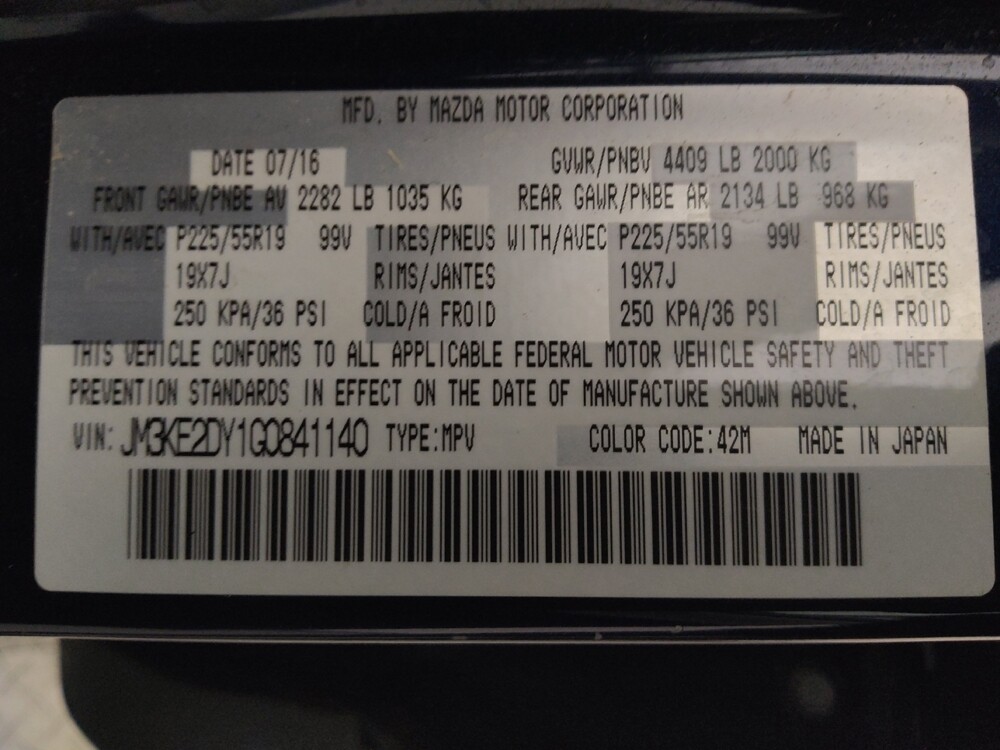 MFD. BY MAZDA MOTOR CORPORATION
DATE 07/16 GVWR/PNBV 4409 LB 2000 KG
FRONT GAWR/PNBE AV 2282 LB 1035 KG REAR GAWR/PNBE AR 2134 LB 968 KG
WITH/AVEC P225/55R19 99V TIRES/PNEUS WITH/AVEC P225/55R19 99V TIRES/PNEUS
19X7J RIMS/JANTES 19X7J RIMS/JANTES
250 KPA/36 PSI COLD/A FROID 250 KPA/36 PSI COLD/A FROID
THIS VEHICLE CONFORMS TO ALL APPLICABLE FEDERAL MOTOR VEHICLE SAFETY AND THEFT
PREVENTION STANDARDS IN EFFECT ON THE DATE OF MANUFACTURE SHOWN ABOVE.
VIN: JM3KE2DY1G0841140 TYPE:MPV COLOR CODE:42M MADE IN JAPAN